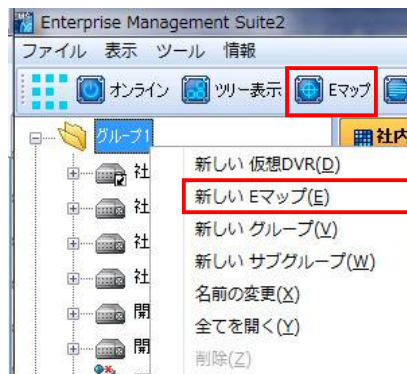 Enterprise Management Suite2
ファイル 表示 ツール 情報
オンライン ツリー表示 Eマップ
グループ1 社内
社 新しい 仮想DVR(D)
社 新しい Eマップ(E)
社 新しい グループ(V)
社 新しい サブグループ(W)
開 名前の変更(X)
開 全てを開く(Y)
削除(Z)